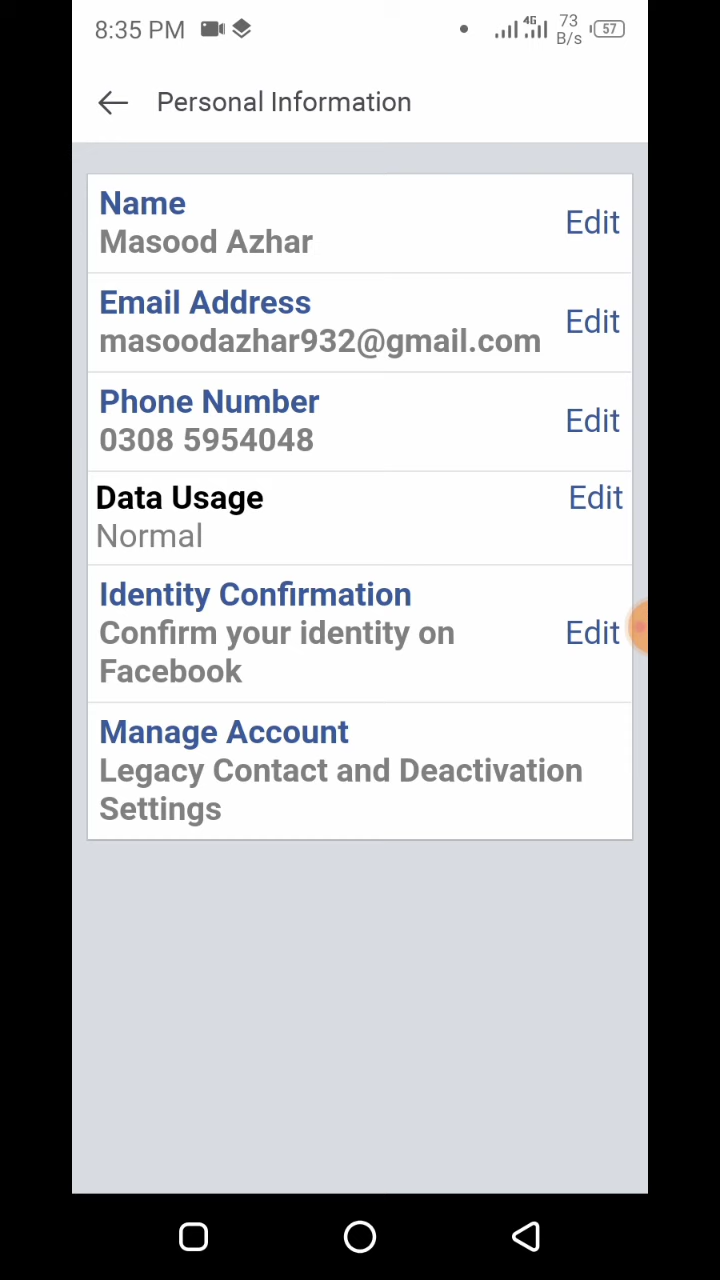 8:35 PM 4G 73 B/s 57
Personal Information
Name
Masood Azhar
Edit
Email Address
masoodazhar932@gmail.com
Edit
Phone Number
0308 5954048
Edit
Data Usage
Normal
Edit
Identity Confirmation
Confirm your identity on
Facebook
Edit
Manage Account
Legacy Contact and Deactivation
Settings